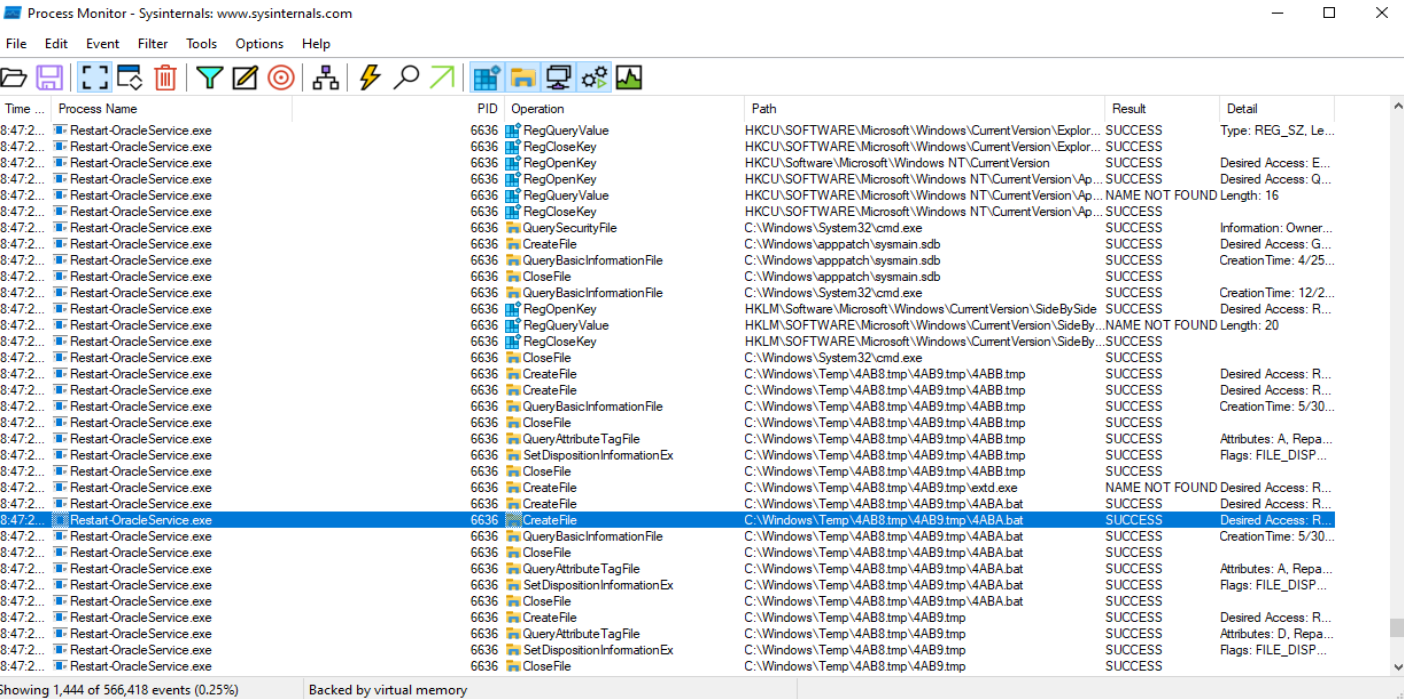 Process Monitor - Sysinternals: www.sysinternals.com
File Edit Event Filter Tools Options Help
Time ... Process Name PID Operation Path Result Detail
8:47:2... Restart-OracleService.exe 6636 RegQueryValue HKCU\SOFTWARE\Microsoft\Windows\CurrentVersion\Explor... SUCCESS Type: REG_SZ, Le...
8:47:2... Restart-OracleService.exe 6636 RegCloseKey HKCU\SOFTWARE\Microsoft\Windows\CurrentVersion\Explor... SUCCESS
8:47:2... Restart-OracleService.exe 6636 RegOpenKey HKCU\Software\Microsoft\Windows NT\CurrentVersion SUCCESS Desired Access: E...
8:47:2... Restart-OracleService.exe 6636 RegOpenKey HKCU\SOFTWARE\Microsoft\Windows NT\CurrentVersion\Ap... SUCCESS Desired Access: Q...
8:47:2... Restart-OracleService.exe 6636 RegQueryValue HKCU\SOFTWARE\Microsoft\Windows NT\CurrentVersion\Ap... NAME NOT FOUND Length: 16
8:47:2... Restart-OracleService.exe 6636 RegCloseKey HKCU\SOFTWARE\Microsoft\Windows NT\CurrentVersion\Ap... SUCCESS
8:47:2... Restart-OracleService.exe 6636 QuerySecurityFile C:\Windows\System32\cmd.exe SUCCESS Information: Owner...
8:47:2... Restart-OracleService.exe 6636 CreateFile C:\Windows\apppatch\sysmain.sdb SUCCESS Desired Access: G...
8:47:2... Restart-OracleService.exe 6636 QueryBasicInformationFile C:\Windows\apppatch\sysmain.sdb SUCCESS CreationTime: 4/25...
8:47:2... Restart-OracleService.exe 6636 CloseFile C:\Windows\apppatch\sysmain.sdb SUCCESS
8:47:2... Restart-OracleService.exe 6636 QueryBasicInformationFile C:\Windows\System32\cmd.exe SUCCESS CreationTime: 12/2...
8:47:2... Restart-OracleService.exe 6636 RegOpenKey HKLM\Software\Microsoft\Windows\CurrentVersion\SideBySide SUCCESS Desired Access: R...
8:47:2... Restart-OracleService.exe 6636 RegQueryValue HKLM\SOFTWARE\Microsoft\Windows\CurrentVersion\SideBy... NAME NOT FOUND Length: 20
8:47:2... Restart-OracleService.exe 6636 RegCloseKey HKLM\SOFTWARE\Microsoft\Windows\CurrentVersion\SideBy... SUCCESS
8:47:2... Restart-OracleService.exe 6636 CloseFile C:\Windows\System32\cmd.exe SUCCESS
8:47:2... Restart-OracleService.exe 6636 CreateFile C:\Windows\Temp\4AB8.tmp\4AB9.tmp\4ABB.tmp SUCCESS Desired Access: R...
8:47:2... Restart-OracleService.exe 6636 CreateFile C:\Windows\Temp\4AB8.tmp\4AB9.tmp\4ABB.tmp SUCCESS Desired Access: R...
8:47:2... Restart-OracleService.exe 6636 QueryBasicInformationFile C:\Windows\Temp\4AB8.tmp\4AB9.tmp\4ABB.tmp SUCCESS CreationTime: 5/30...
8:47:2... Restart-OracleService.exe 6636 CloseFile C:\Windows\Temp\4AB8.tmp\4AB9.tmp\4ABB.tmp SUCCESS
8:47:2... Restart-OracleService.exe 6636 QueryAttributeTagFile C:\Windows\Temp\4AB8.tmp\4AB9.tmp\4ABB.tmp SUCCESS Attributes: A, Repa...
8:47:2... Restart-OracleService.exe 6636 SetDispositionInformationEx C:\Windows\Temp\4AB8.tmp\4AB9.tmp\4ABB.tmp SUCCESS Flags: FILE_DISP...
8:47:2... Restart-OracleService.exe 6636 CloseFile C:\Windows\Temp\4AB8.tmp\4AB9.tmp\4ABB.tmp SUCCESS
8:47:2... Restart-OracleService.exe 6636 CreateFile C:\Windows\Temp\4AB8.tmp\4AB9.tmp\extd.exe NAME NOT FOUND Desired Access: R...
8:47:2... Restart-OracleService.exe 6636 CreateFile C:\Windows\Temp\4AB8.tmp\4AB9.tmp\4ABA.bat SUCCESS Desired Access: R...
8:47:2... Restart-OracleService.exe 6636 CreateFile C:\Windows\Temp\4AB8.tmp\4AB9.tmp\4ABA.bat SUCCESS Desired Access: R...
8:47:2... Restart-OracleService.exe 6636 QueryBasicInformationFile C:\Windows\Temp\4AB8.tmp\4AB9.tmp\4ABA.bat SUCCESS CreationTime: 5/30...
8:47:2... Restart-OracleService.exe 6636 CloseFile C:\Windows\Temp\4AB8.tmp\4AB9.tmp\4ABA.bat SUCCESS
8:47:2... Restart-OracleService.exe 6636 QueryAttributeTagFile C:\Windows\Temp\4AB8.tmp\4AB9.tmp\4ABA.bat SUCCESS Attributes: A, Repa...
8:47:2... Restart-OracleService.exe 6636 SetDispositionInformationEx C:\Windows\Temp\4AB8.tmp\4AB9.tmp\4ABA.bat SUCCESS Flags: FILE_DISP...
8:47:2... Restart-OracleService.exe 6636 CloseFile C:\Windows\Temp\4AB8.tmp\4AB9.tmp\4ABA.bat SUCCESS
8:47:2... Restart-OracleService.exe 6636 CreateFile C:\Windows\Temp\4AB8.tmp\4AB9.tmp SUCCESS Desired Access: R...
8:47:2... Restart-OracleService.exe 6636 QueryAttributeTagFile C:\Windows\Temp\4AB8.tmp\4AB9.tmp SUCCESS Attributes: D, Repa...
8:47:2... Restart-OracleService.exe 6636 SetDispositionInformationEx C:\Windows\Temp\4AB8.tmp\4AB9.tmp SUCCESS Flags: FILE_DISP...
8:47:2... Restart-OracleService.exe 6636 CloseFile C:\Windows\Temp\4AB8.tmp\4AB9.tmp SUCCESS
Showing 1,444 of 566,418 events (0.25%) Backed by virtual memory